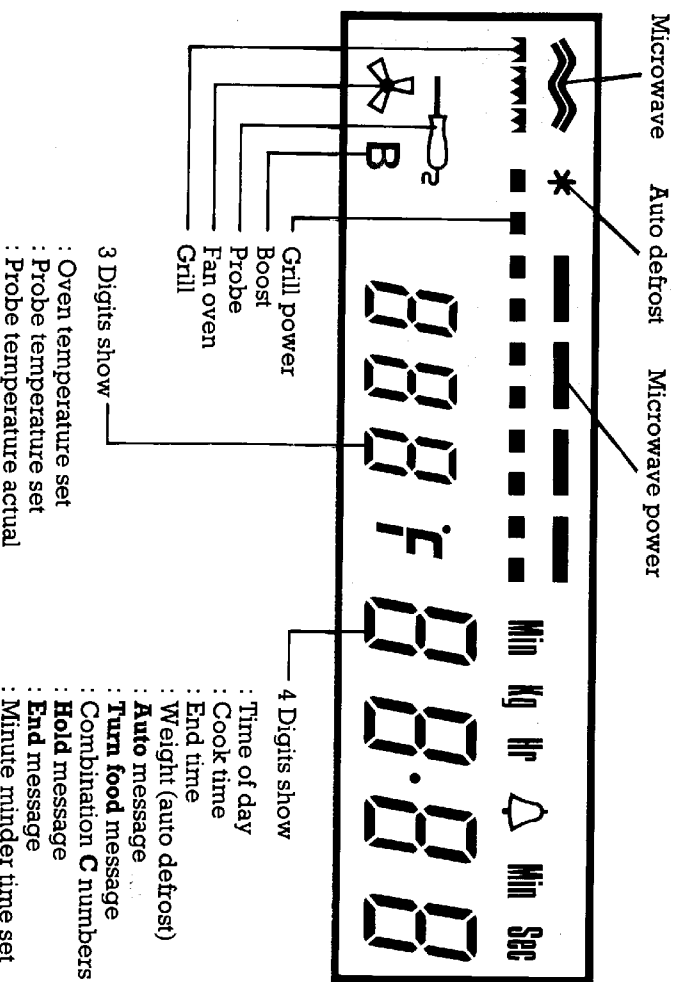 Microwave
Auto defrost
Microwave power
Min Kg Hr Min Sec
B
888 °F 88.88
Grill power
Boost
Probe
Fan oven
Grill
3 Digits show
: Oven temperature set
: Probe temperature set
: Probe temperature actual
4 Digits show
: Time of day
: Cook time
: End time
: Weight (auto defrost)
: Auto message
: Turn food message
: Combination C numbers
: Hold message
: End message
: Minute minder time set